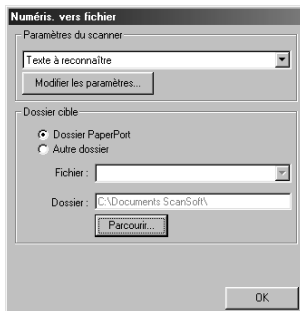 Numéris. vers fichier
Paramètres du scanner
Texte à reconnaître
Modifier les paramètres...
Dossier cible
Dossier PaperPort
Autre dossier
Fichier :
Dossier : C:\Documents ScanSoft\
Parcourir...
OK